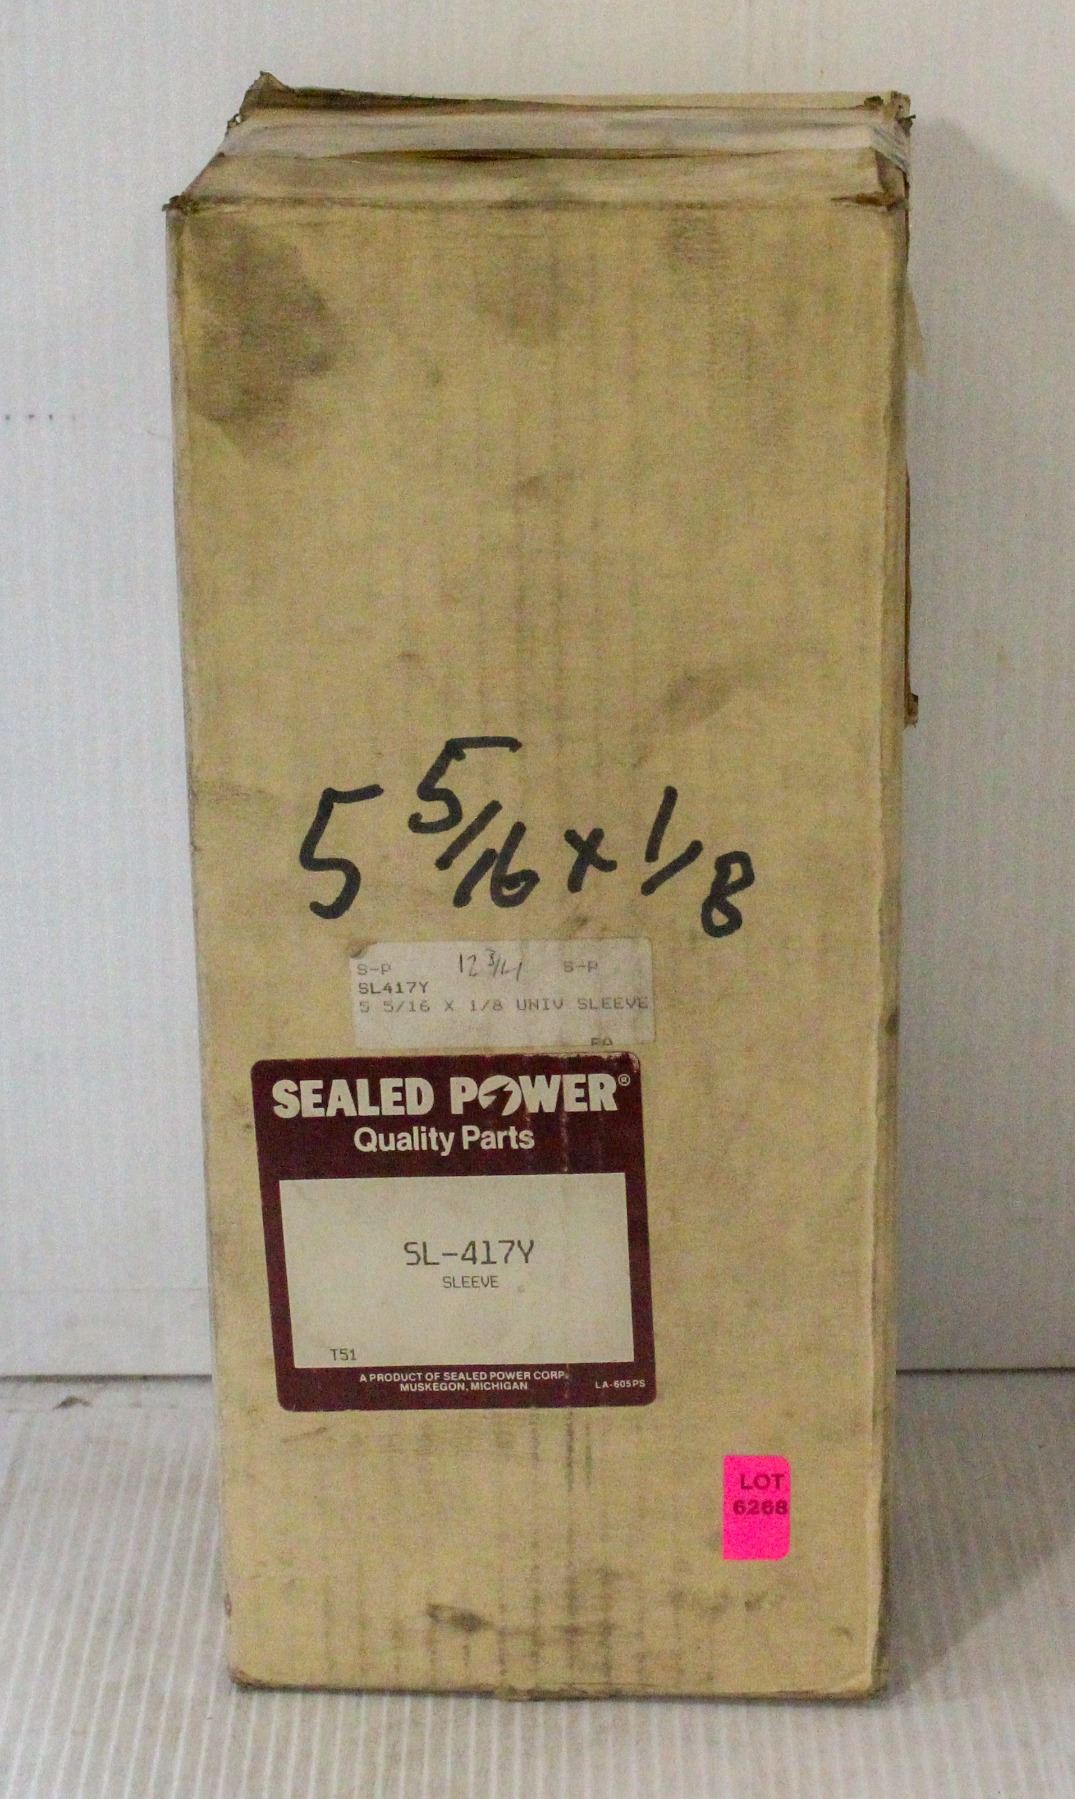 5 5/16 x 1/8
S-P 12 3/4 S-P
SL417Y
5 5/16 X 1/8 UNIV SLEEVE
EA
SEALED POWER®
Quality Parts
SL-417Y
SLEEVE
T51
A PRODUCT OF SEALED POWER CORP.
MUSKEGON, MICHIGAN LA-605PS
LOT
6268